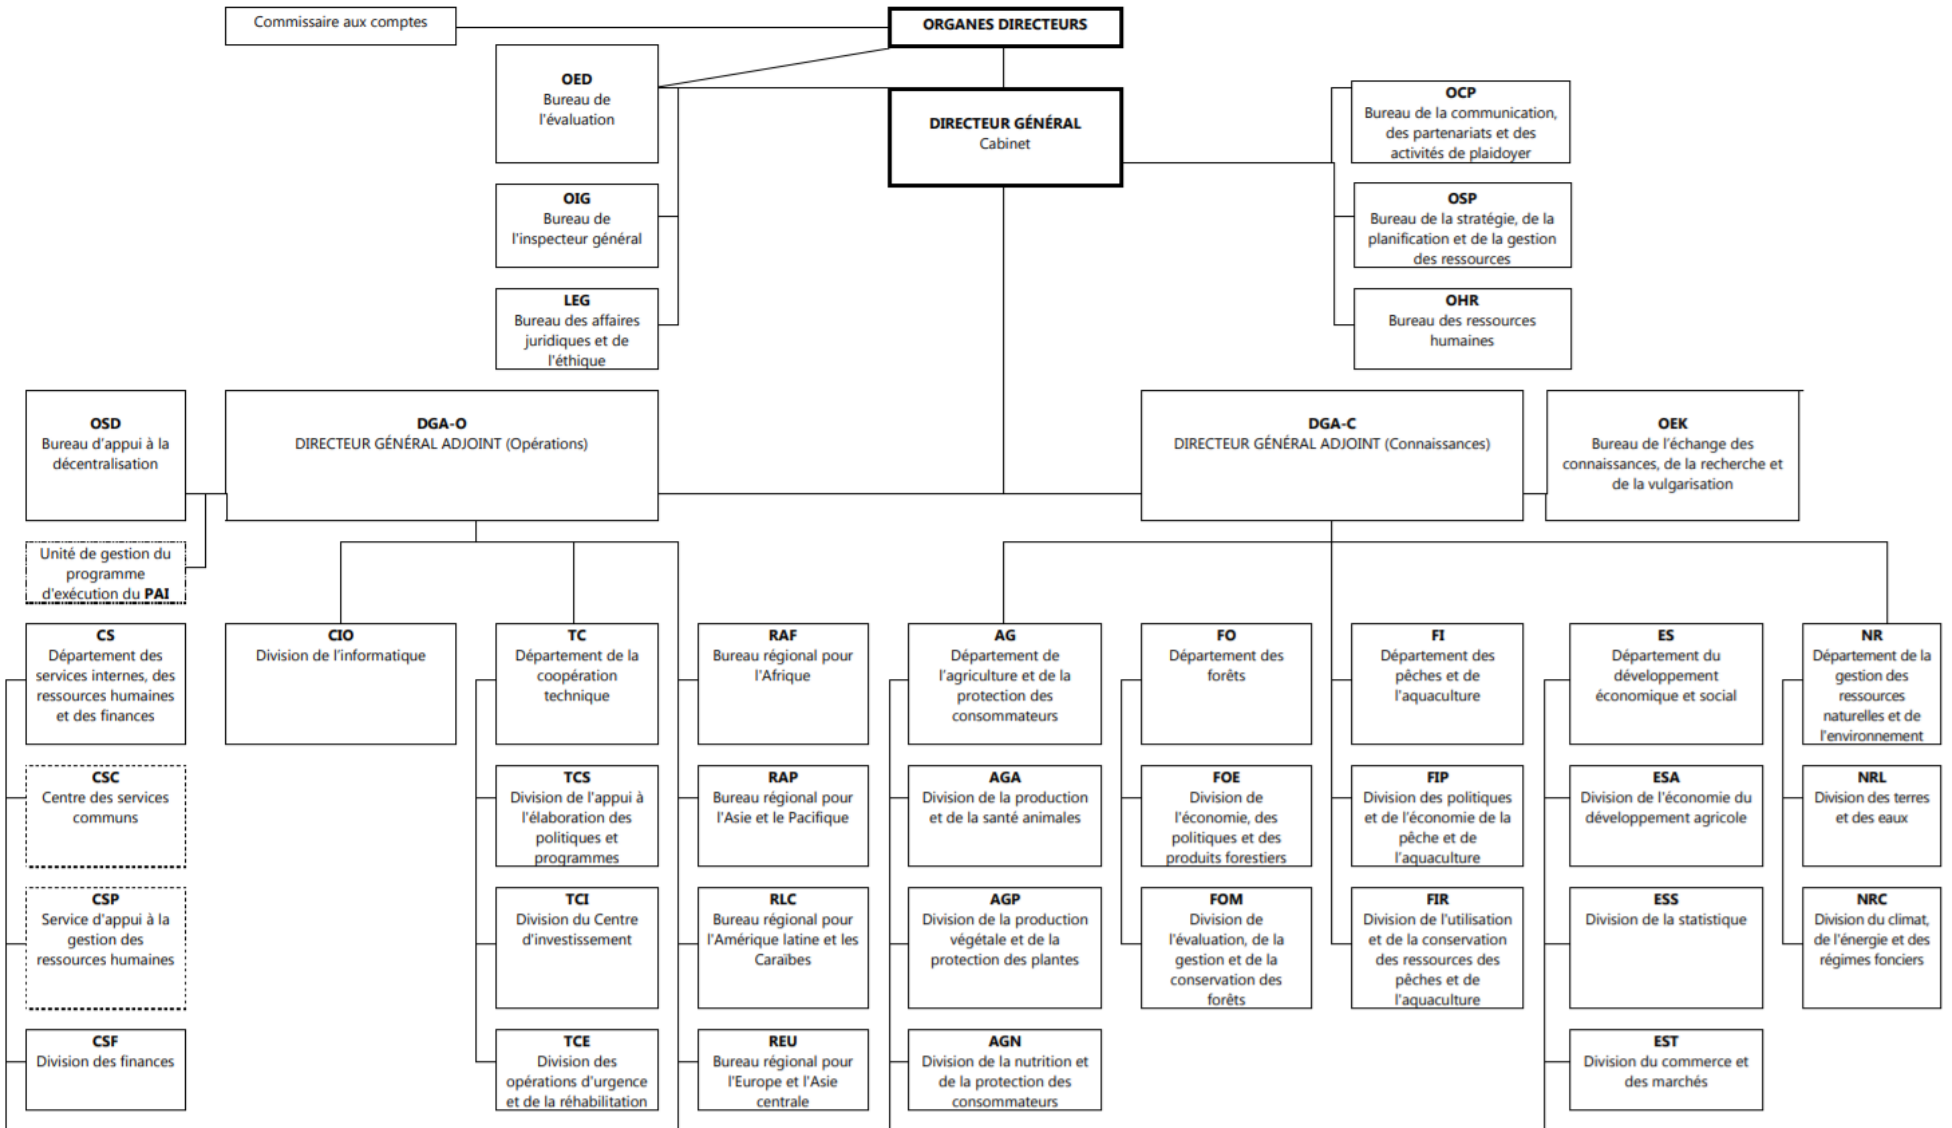 Commissaire aux comptes
ORGANES DIRECTEURS
OED
Bureau de
l'évaluation
DIRECTEUR GÉNÉRAL
Cabinet
OCP
Bureau de la communication,
des partenariats et des
activités de plaidoyer
OIG
Bureau de
l'inspecteur général
OSP
Bureau de la stratégie, de la
planification et de la gestion
des ressources
LEG
Bureau des affaires
juridiques et de
l'éthique
OHR
Bureau des ressources
humaines
OSD
Bureau d'appui à la
décentralisation
DGA-O
DIRECTEUR GÉNÉRAL ADJOINT (Opérations)
DGA-C
DIRECTEUR GÉNÉRAL ADJOINT (Connaissances)
OEK
Bureau de l'échange des
connaissances, de la recherche et
de la vulgarisation
Unité de gestion du
programme
d'exécution du PAI
CS
Département des
services internes, des
ressources humaines
et des finances
CIO
Division de l'informatique
TC
Département de la
coopération
technique
RAF
Bureau régional pour
l'Afrique
AG
Département de
l'agriculture et de la
protection des
consommateurs
FO
Département des
forêts
FI
Département des
pêches et de
l'aquaculture
ES
Département du
développement
économique et social
NR
Département de la
gestion des
ressources
naturelles et de
l'environnement
CSC
Centre des services
communs
TCS
Division de l'appui à
l'élaboration des
politiques et
programmes
RAP
Bureau régional pour
l'Asie et le Pacifique
AGA
Division de la production
et de la santé animales
FOE
Division de
l'économie, des
politiques et des
produits forestiers
FIP
Division des politiques
et de l'économie de la
pêche et de
l'aquaculture
ESA
Division de l'économie du
développement agricole
NRL
Division des terres
et des eaux
CSP
Service d'appui à la
gestion des
ressources humaines
TCI
Division du Centre
d'investissement
RLC
Bureau régional pour
l'Amérique latine et les
Caraïbes
AGP
Division de la production
végétale et de la
protection des plantes
FOM
Division de
l'évaluation, de la
gestion et de la
conservation des
forêts
FIR
Division de l'utilisation
et de la conservation
des ressources des
pêches et de
l'aquaculture
ESS
Division de la statistique
NRC
Division du climat,
de l'énergie et des
régimes fonciers
CSF
Division des finances
TCE
Division des
opérations d'urgence
et de la réhabilitation
REU
Bureau régional pour
l'Europe et l'Asie
centrale
AGN
Division de la nutrition et
de la protection des
consommateurs
EST
Division du commerce et
des marchés